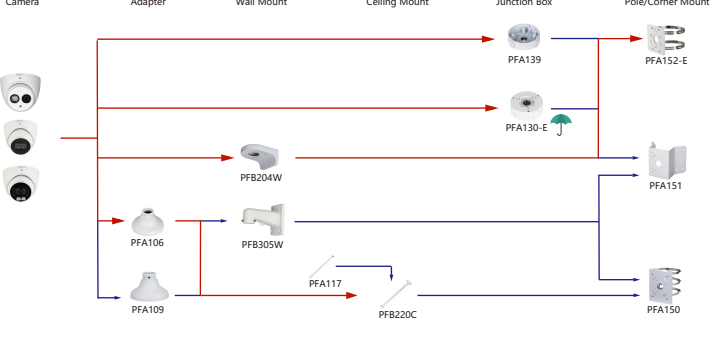 Camera Adapter Wall Mount Ceiling Mount Junction Box Pole/Corner Mount
PFA139
PFA152-E
PFA130-E
PFB204W
PFA151
PFA106
PFB305W
PFA117
PFA109
PFB220C
PFA150